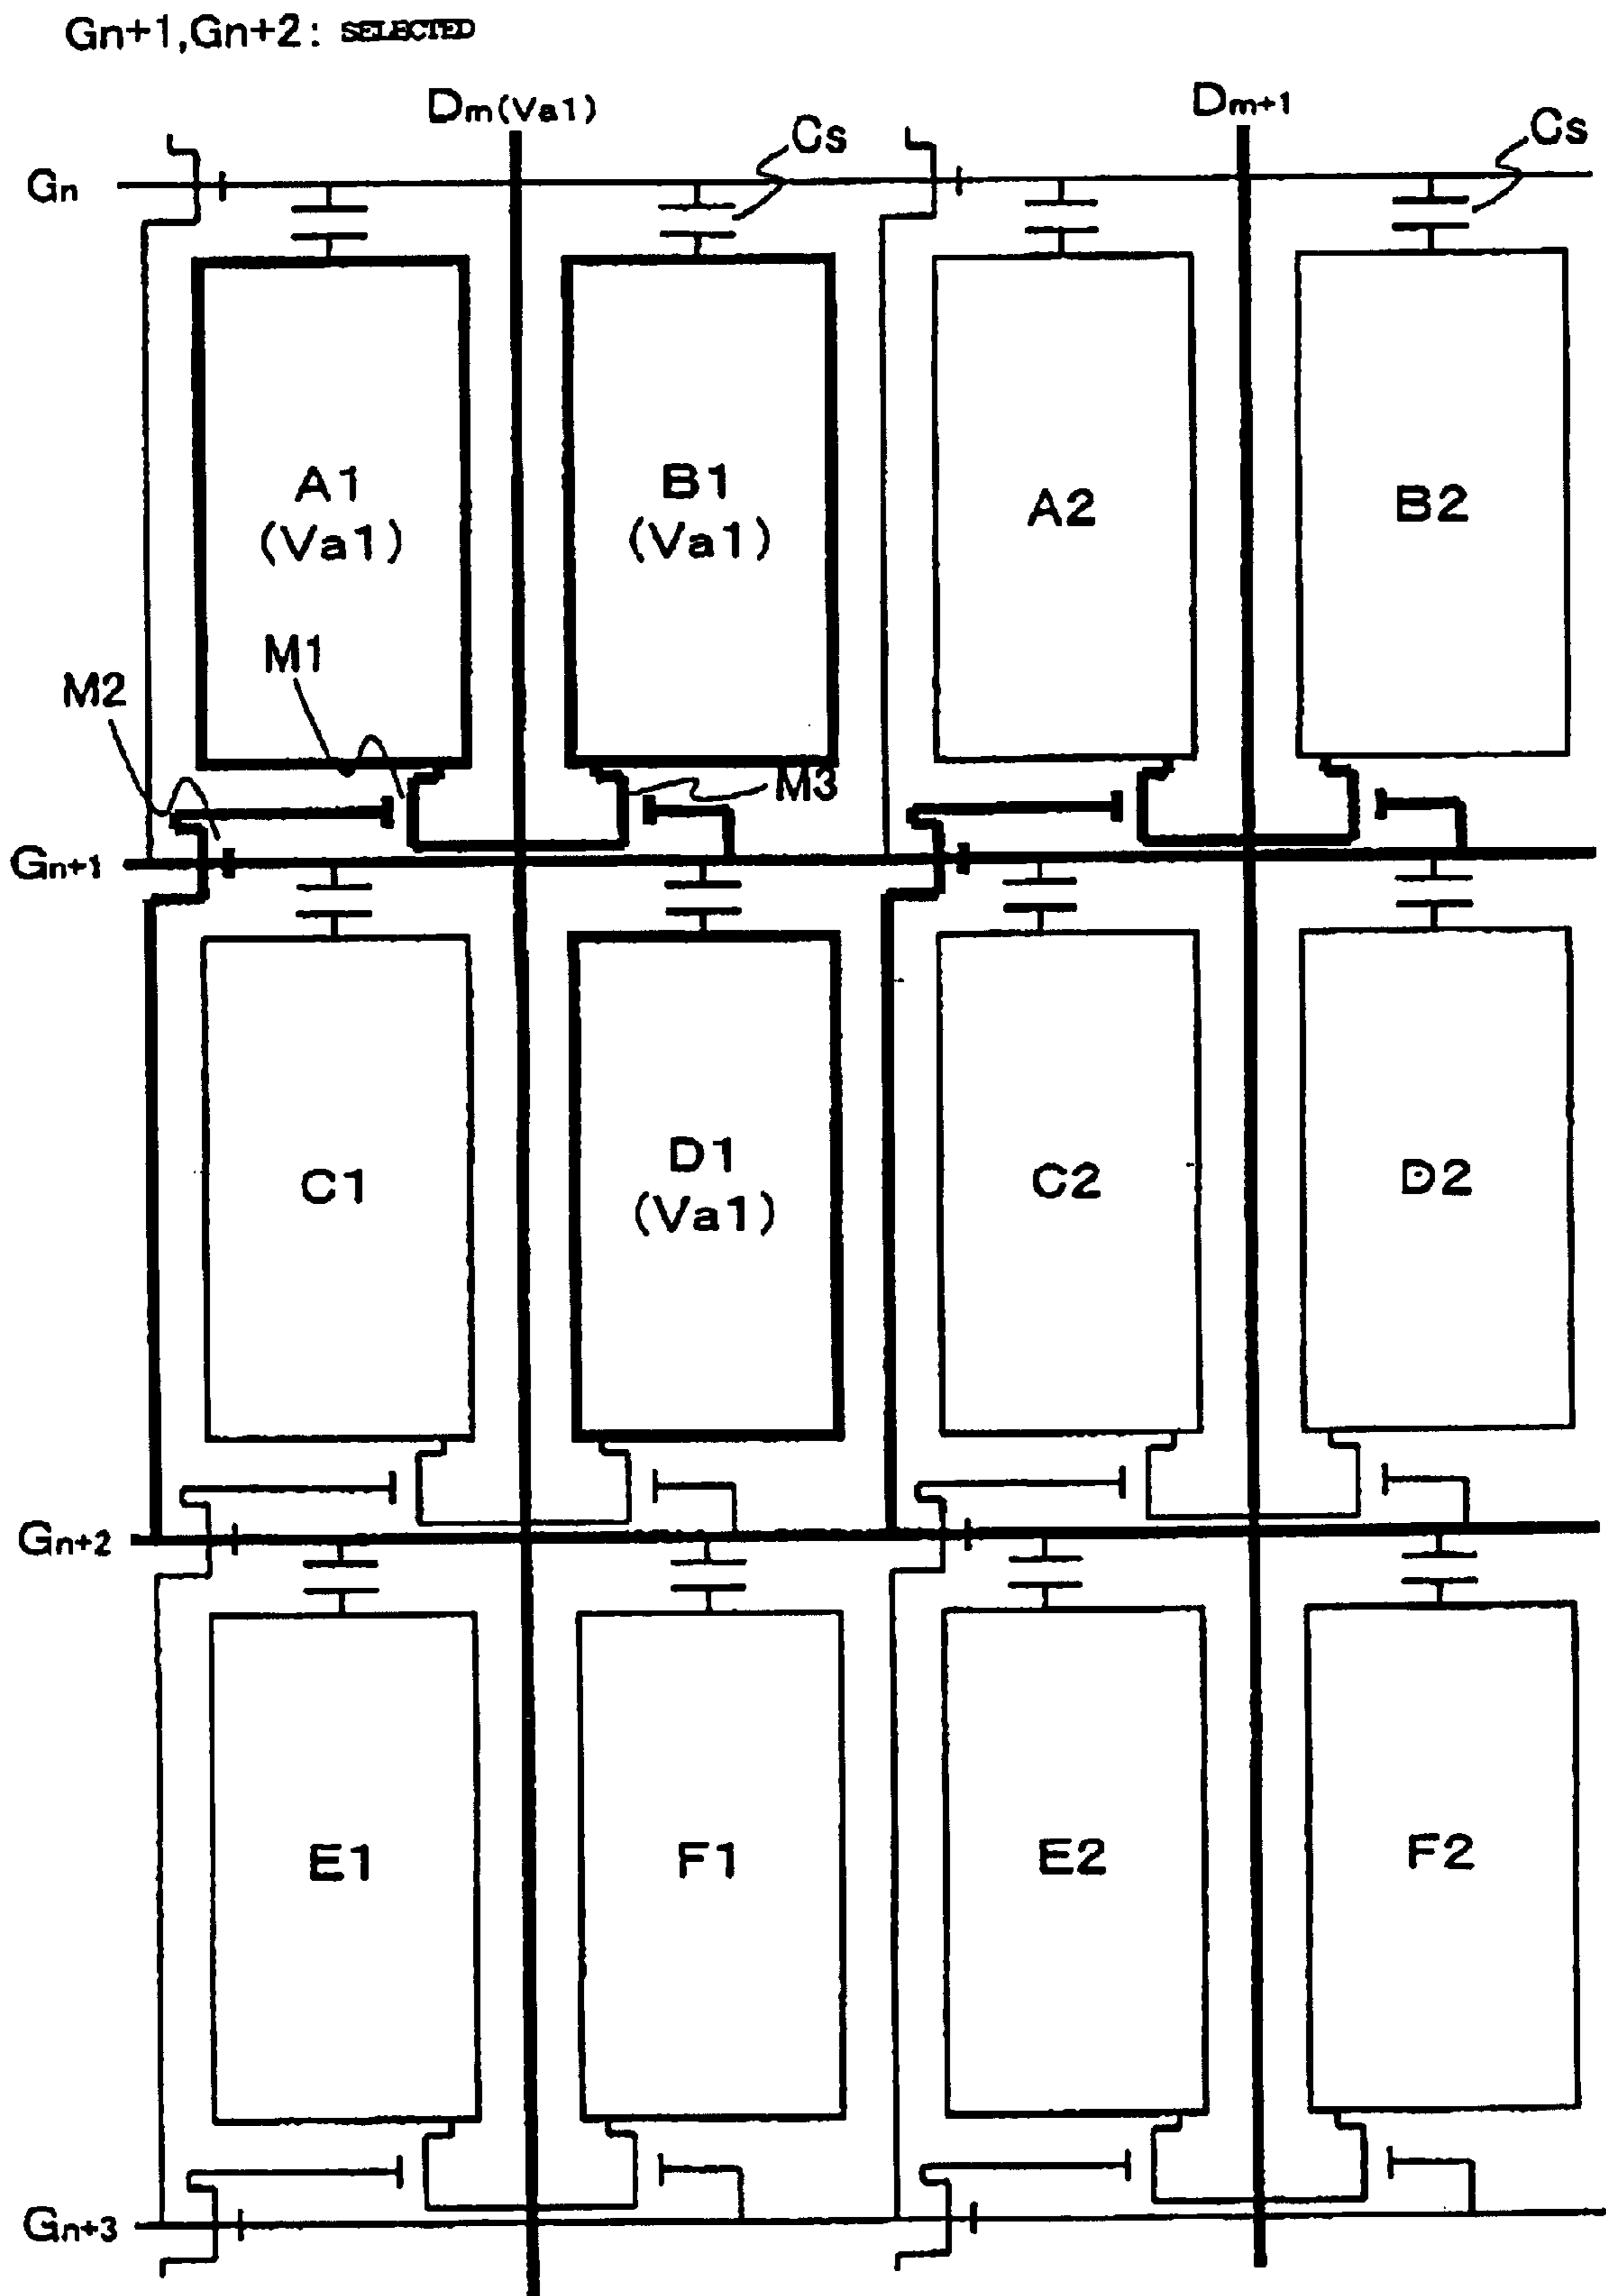 Gn+1,Gn+2: SELECTED
Dm(Va1)
Dm+1
Cs
Cs
Gn
A1
(Va1)
B1
(Va1)
A2
B2
M1
M2
M3
Gn+1
C1
D1
(Va1)
C2
D2
Gn+2
E1
F1
E2
F2
Gn+3